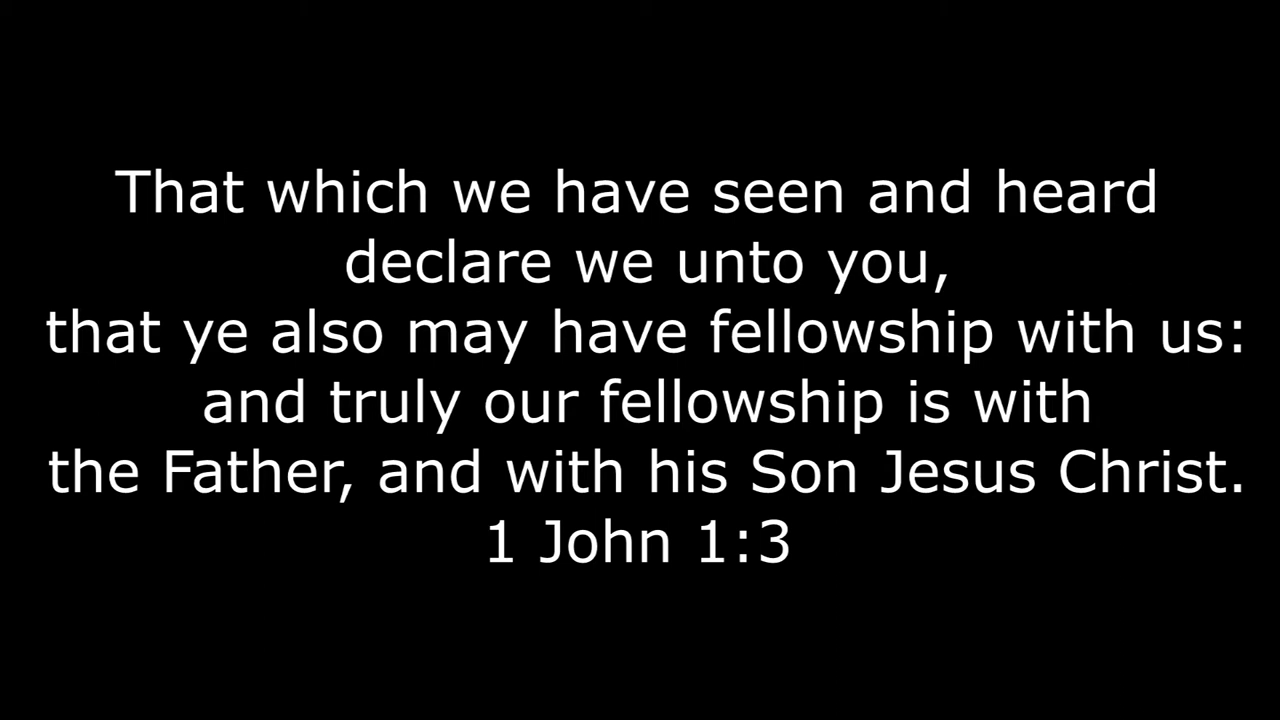 That which we have seen and heard
declare we unto you,
that ye also may have fellowship with us:
and truly our fellowship is with
the Father, and with his Son Jesus Christ.
1 John 1:3